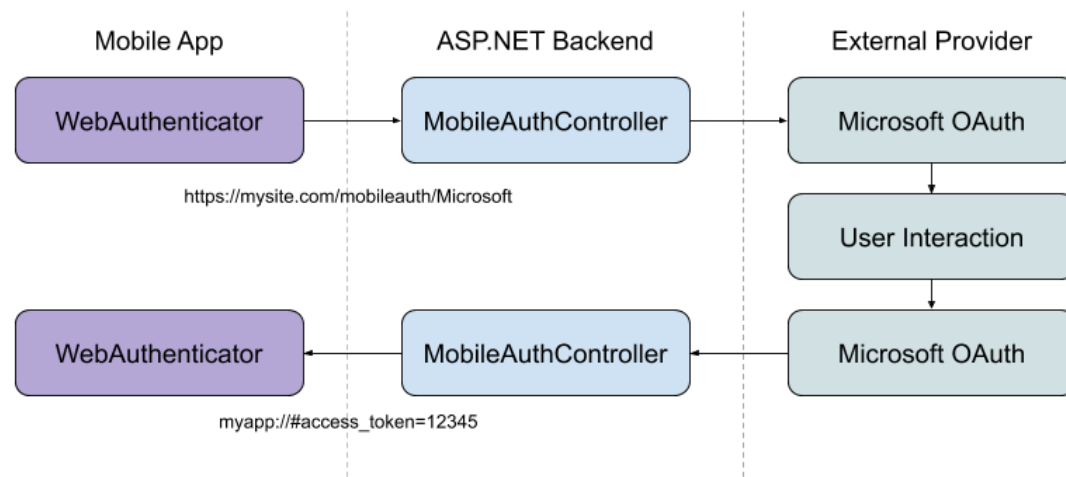 Mobile App
ASP.NET Backend
External Provider
WebAuthenticator
MobileAuthController
Microsoft OAuth
https://mysite.com/mobileauth/Microsoft
User Interaction
WebAuthenticator
MobileAuthController
Microsoft OAuth
myapp://#access_token=12345